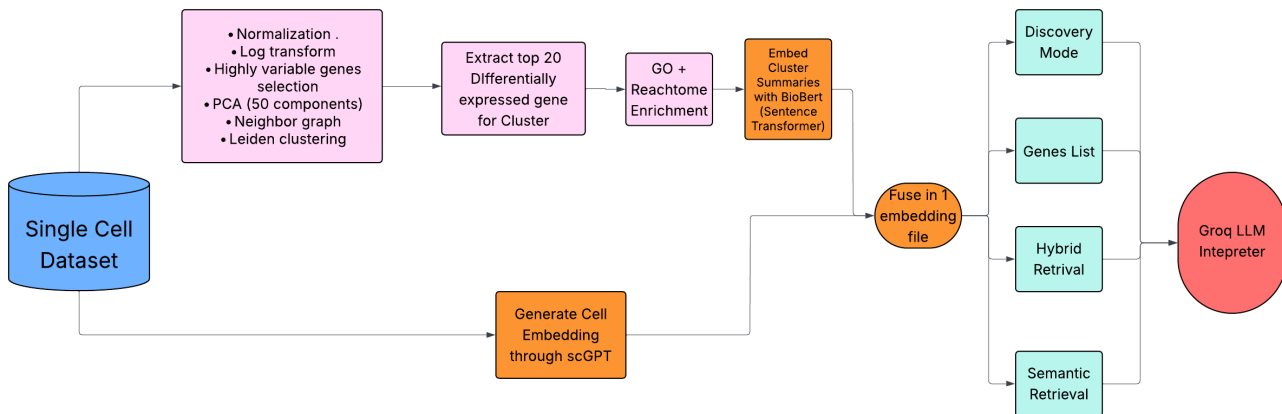 • Normalization .
• Log transform
• Highly variable genes
selection
• PCA (50 components)
• Neighbor graph
• Leiden clustering
Extract top 20
DIfferentially
expressed gene
for Cluster
GO +
Reachtome
Enrichment
Embed
Cluster
Summaries
with BioBert
(Sentence
Transformer)
Single Cell
Dataset
Generate Cell
Embedding
through scGPT
Fuse in 1
embedding
file
Discovery
Mode
Genes List
Hybrid
Retrival
Semantic
Retrieval
Groq LLM
Intepreter